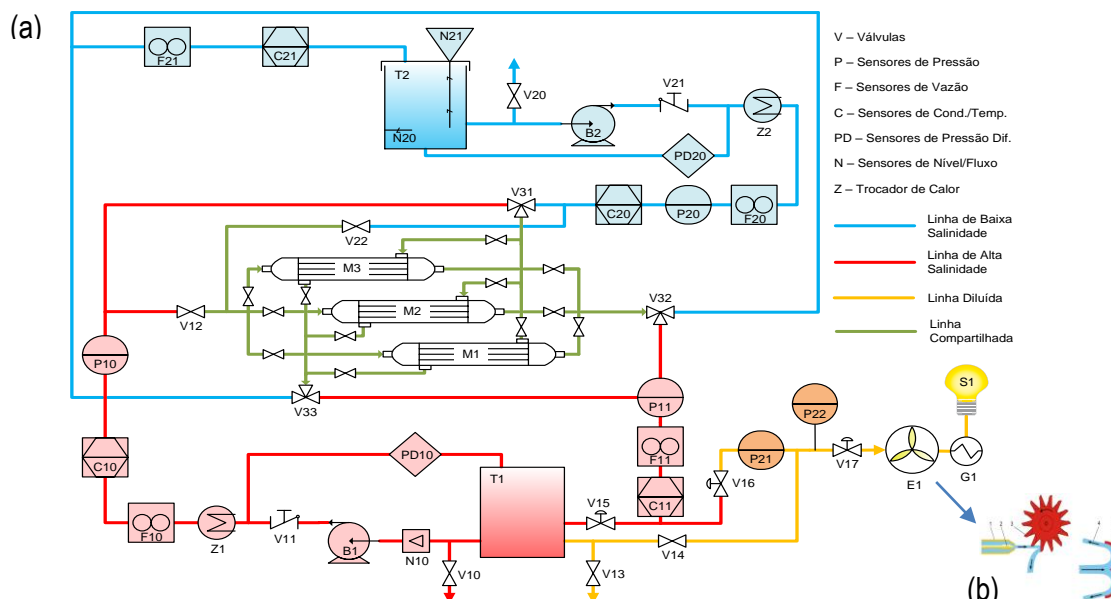 (a)
F21
C21
N21
T2
N20
V20
B2
V21
Z2
PD20
V – Válvulas
P – Sensores de Pressão
F – Sensores de Vazão
C – Sensores de Cond./Temp.
PD – Sensores de Pressão Dif.
N – Sensores de Nível/Fluxo
Z – Trocador de Calor
Linha de Baixa
Salinidade
Linha de Alta
Salinidade
Linha Diluída
Linha
Compartilhada
V31
C20
P20
F20
V22
M3
M2
M1
V12
V32
V33
P10
P11
C10
F11
C11
F10
Z1
V11
PD10
B1
N10
V10
T1
V15
V13
V14
V16
P21
P22
V17
E1
G1
S1
1
2
3
4
(b)